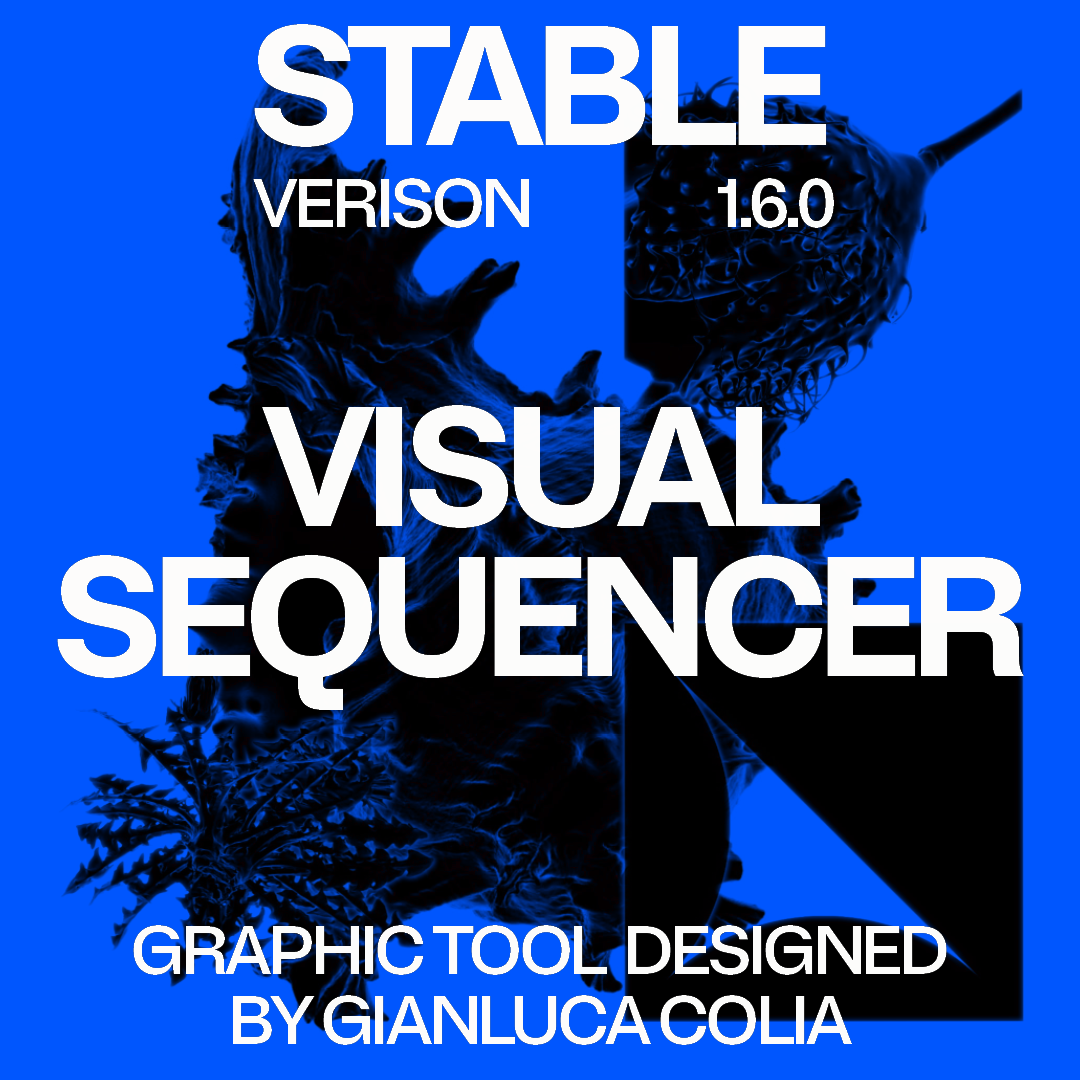 STABLE
VERISON 1.6.0
VISUAL
SEQUENCER
GRAPHIC TOOL DESIGNED
BY GIANLUCA COLIA